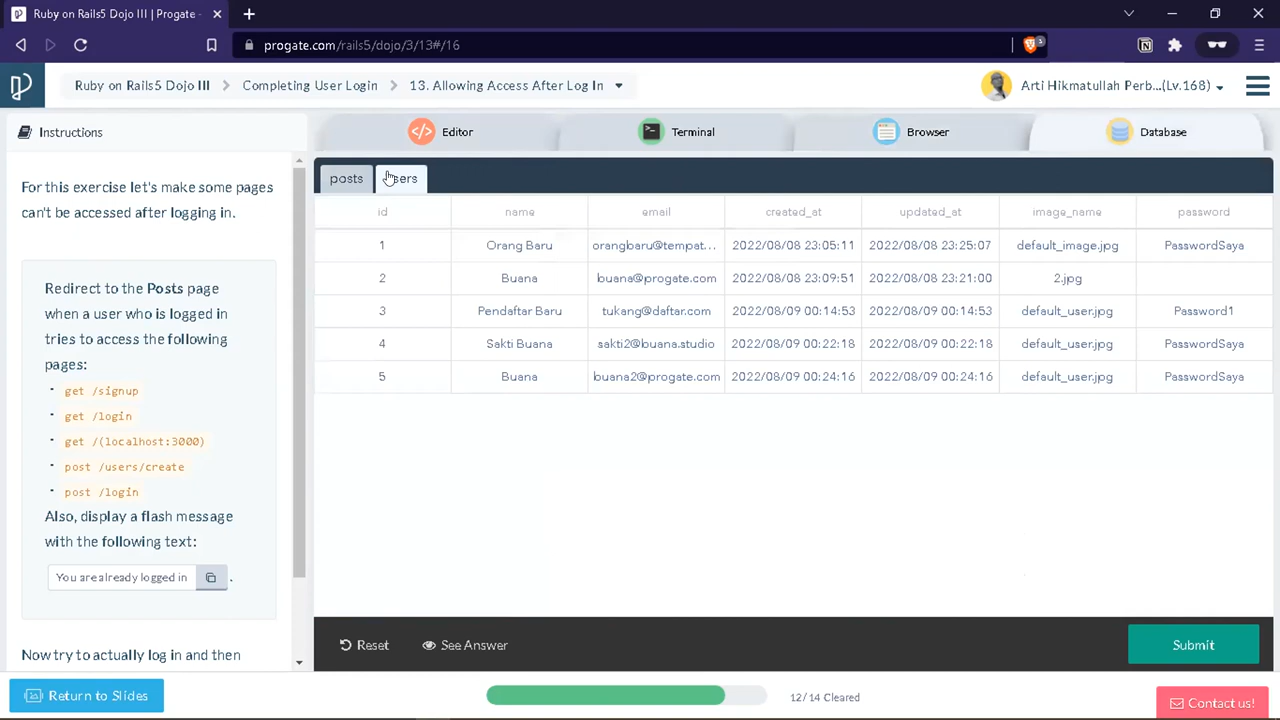 Ruby on Rails5 Dojo III | Progate -
progate.com/rails5/dojo/3/13#/16
Ruby on Rails5 Dojo III
Completing User Login
13. Allowing Access After Log In
Arti Hikmatullah Perb...(Lv.168)
Instructions
Editor
Terminal
Browser
Database
For this exercise let's make some pages
can't be accessed after logging in.
Redirect to the Posts page
when a user who is logged in
tries to access the following
pages:
· get /signup
· get /login
· get /(localhost:3000)
· post /users/create
· post /login
Also, display a flash message
with the following text:
You are already logged in .
Now try to actually log in and then
posts
id name email created_at updated_at image_name password
1 Orang Baru orangbaru@tempat... 2022/08/08 23:05:11 2022/08/08 23:25:07 default_image.jpg PasswordSaya
2 Buana buana@progate.com 2022/08/08 23:09:51 2022/08/08 23:21:00 2.jpg
3 Pendaftar Baru tukang@daftar.com 2022/08/09 00:14:53 2022/08/09 00:14:53 default_user.jpg Password1
4 Sakti Buana sakti2@buana.studio 2022/08/09 00:22:18 2022/08/09 00:22:18 default_user.jpg PasswordSaya
5 Buana buana2@progate.com 2022/08/09 00:24:16 2022/08/09 00:24:16 default_user.jpg PasswordSaya
Reset
See Answer
Submit
Return to Slides
12/14 Cleared
Contact us!